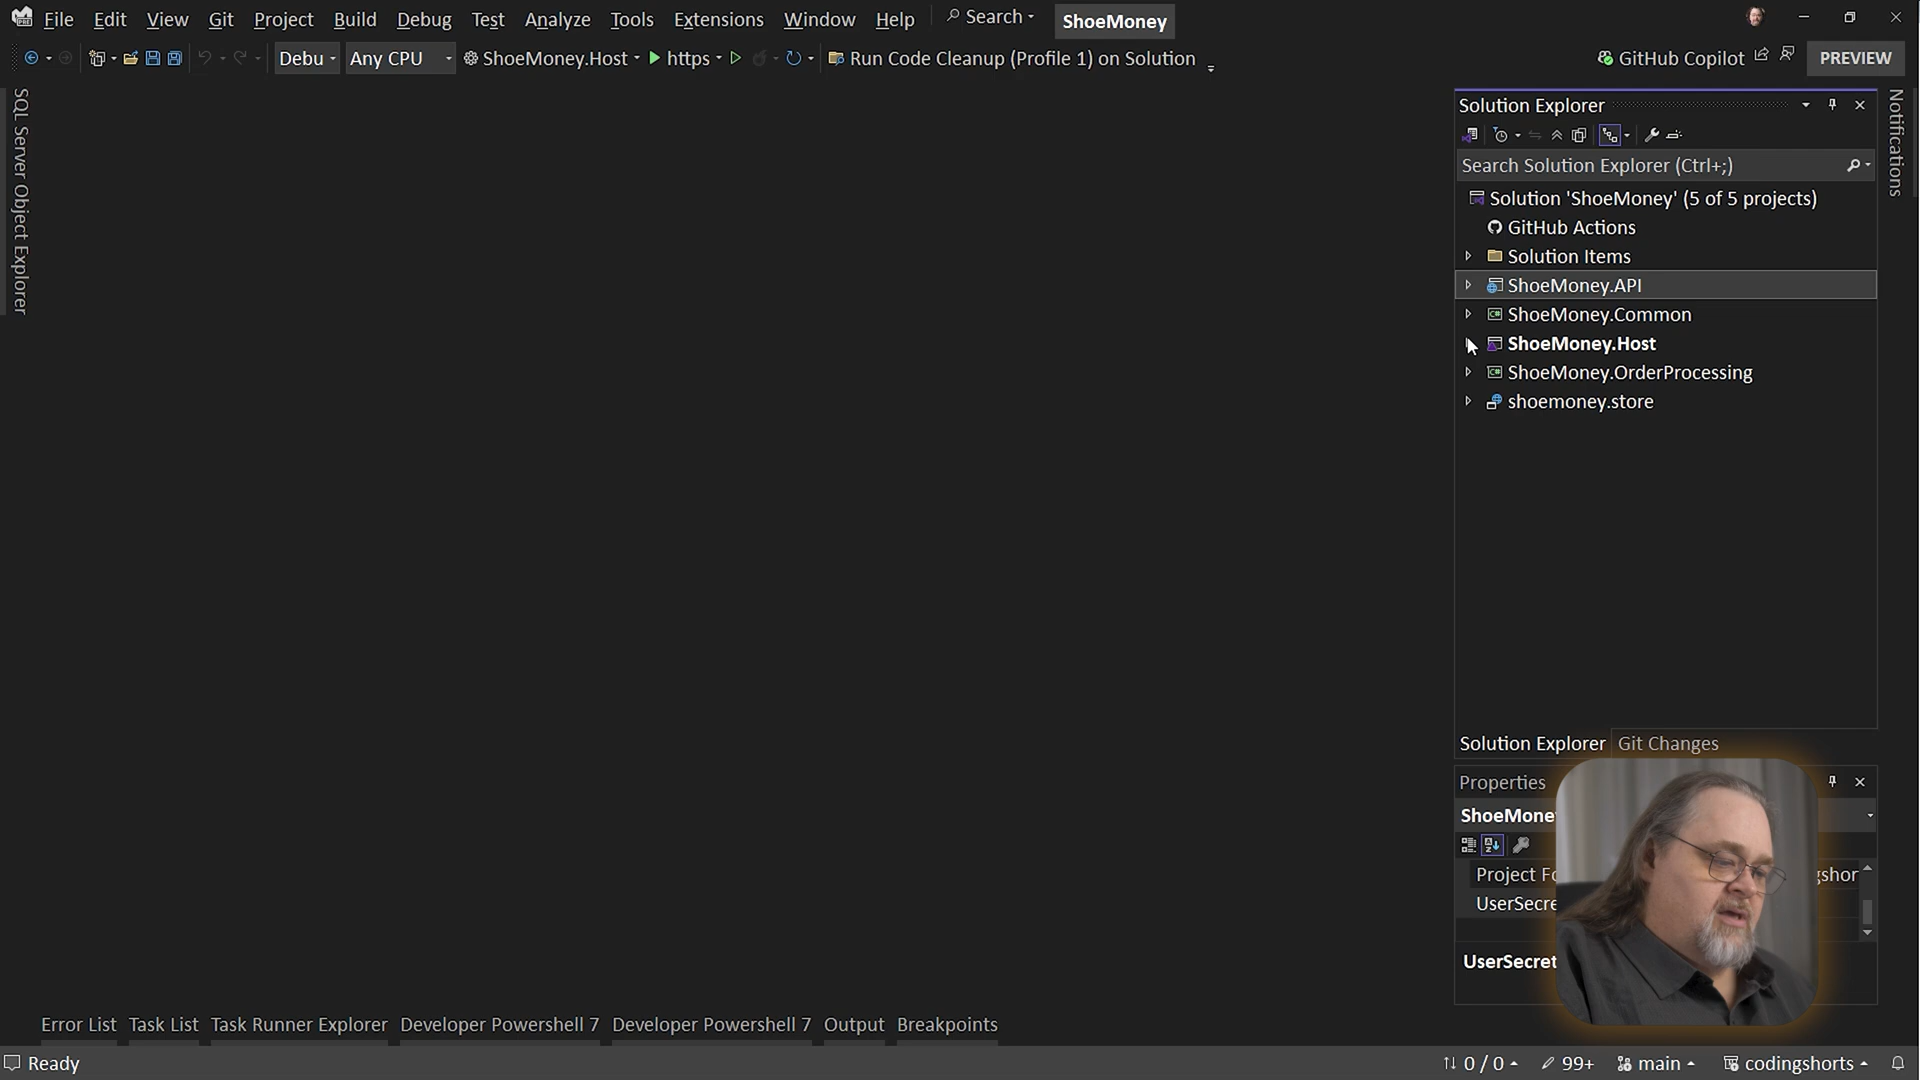 File Edit View Git Project Build Debug Test Analyze Tools Extensions Window Help Search ShoeMoney
Debu Any CPU ShoeMoney.Host https Run Code Cleanup (Profile 1) on Solution GitHub Copilot PREVIEW
SQL Server Object Explorer
Notifications
Solution Explorer
Search Solution Explorer (Ctrl+;)
Solution 'ShoeMoney' (5 of 5 projects)
GitHub Actions
Solution Items
ShoeMoney.API
ShoeMoney.Common
ShoeMoney.Host
ShoeMoney.OrderProcessing
shoemoney.store
Solution Explorer Git Changes
Properties
ShoeMone
Project Fo gshor
UserSecre
UserSecret
Error List Task List Task Runner Explorer Developer Powershell 7 Developer Powershell 7 Output Breakpoints
Ready 0 / 0 99+ main codingshorts